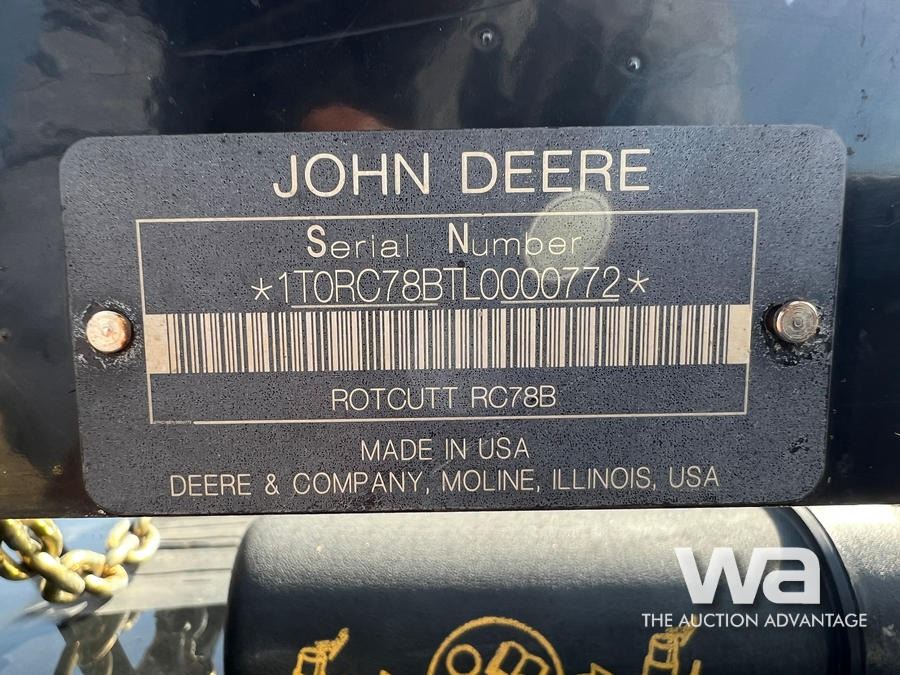 JOHN DEERE
Serial Number
*1T0RC78BTL0000772*
ROTCUTT RC78B
MADE IN USA
DEERE & COMPANY, MOLINE, ILLINOIS, USA
wa
THE AUCTION ADVANTAGE